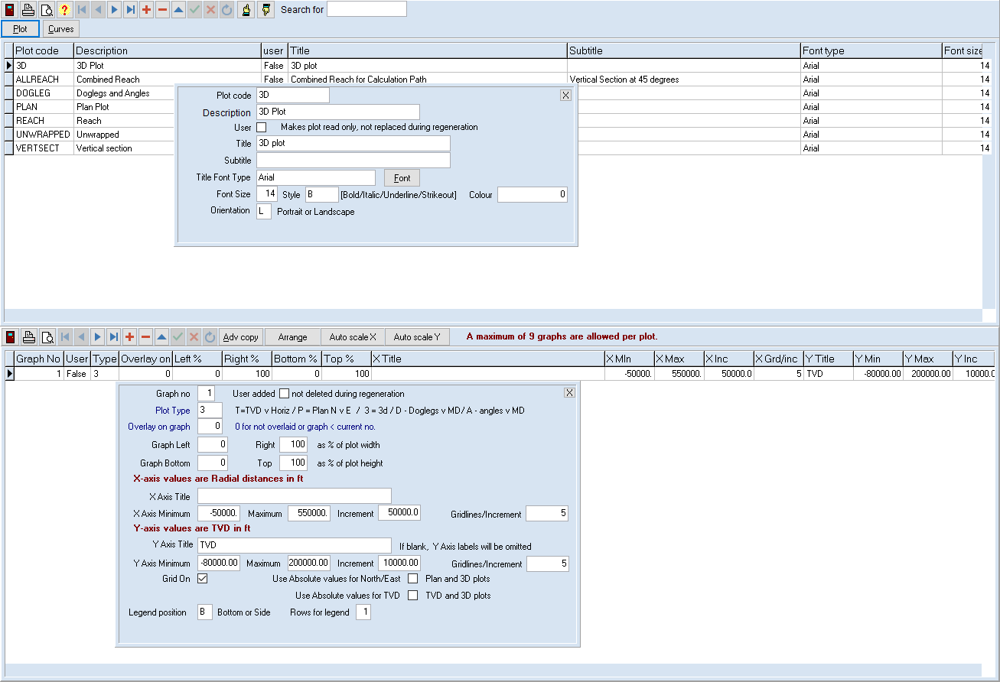 Search for
Plot Curves
Plot code Description user Title Subtitle Font type Font size
3D 3D Plot False 3D plot Arial 14
ALLREACH Combined Reach False Combined Reach for Calculation Path Vertical Section at 45 degrees Arial 14
DOGLEG Doglegs and Angles Arial 14
PLAN Plan Plot Arial 14
REACH Reach Arial 14
UNWRAPPED Unwrapped Arial 14
VERTSECT Vertical section Arial 14
Plot code 3D X
Description 3D Plot
User Makes plot read only, not replaced during regeneration
Title 3D plot
Subtitle
Title Font Type Arial Font
Font Size 14 Style B [Bold/Italic/Underline/Strikeout] Colour 0
Orientation L Portrait or Landscape
Adv copy Arrange Auto scale X Auto scale Y A maximum of 9 graphs are allowed per plot.
Graph No User Type Overlay on Left % Right % Bottom % Top % X Title X MIn X Max X Inc X Grd/inc Y Title Y Min Y Max Y Inc
1 False 3 0 0 100 0 100 -50000. 550000. 50000.0 5 TVD -80000.00 200000.00 10000.0
Graph no 1 User added not deleted during regeneration X
Plot Type 3 T=TVD v Horiz / P = Plan N v E / 3 = 3d / D - Doglegs v MD/ A - angles v MD
Overlay on graph 0 0 for not overlaid or graph < current no.
Graph Left 0 Right 100 as % of plot width
Graph Bottom 0 Top 100 as % of plot height
X-axis values are Radial distances in ft
X Axis Title
X Axis Minimum -50000. Maximum 550000. Increment 50000.0 Gridlines/Increment 5
Y-axis values are TVD in ft
Y Axis Title TVD If blank, Y Axis labels will be omitted
Y Axis Minimum -80000.00 Maximum 200000.00 Increment 10000.00 Gridlines/Increment 5
Grid On Use Absolute values for North/East Plan and 3D plots
Use Absolute values for TVD TVD and 3D plots
Legend position B Bottom or Side Rows for legend 1